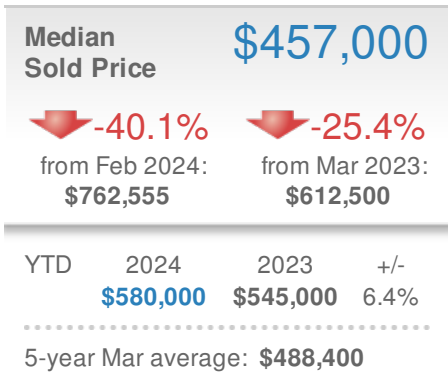 Median $457,000
Sold Price
-40.1% -25.4%
from Feb 2024: from Mar 2023:
$762,555 $612,500
YTD 2024 2023 +/-
$580,000 $545,000 6.4%
5-year Mar average: $488,400